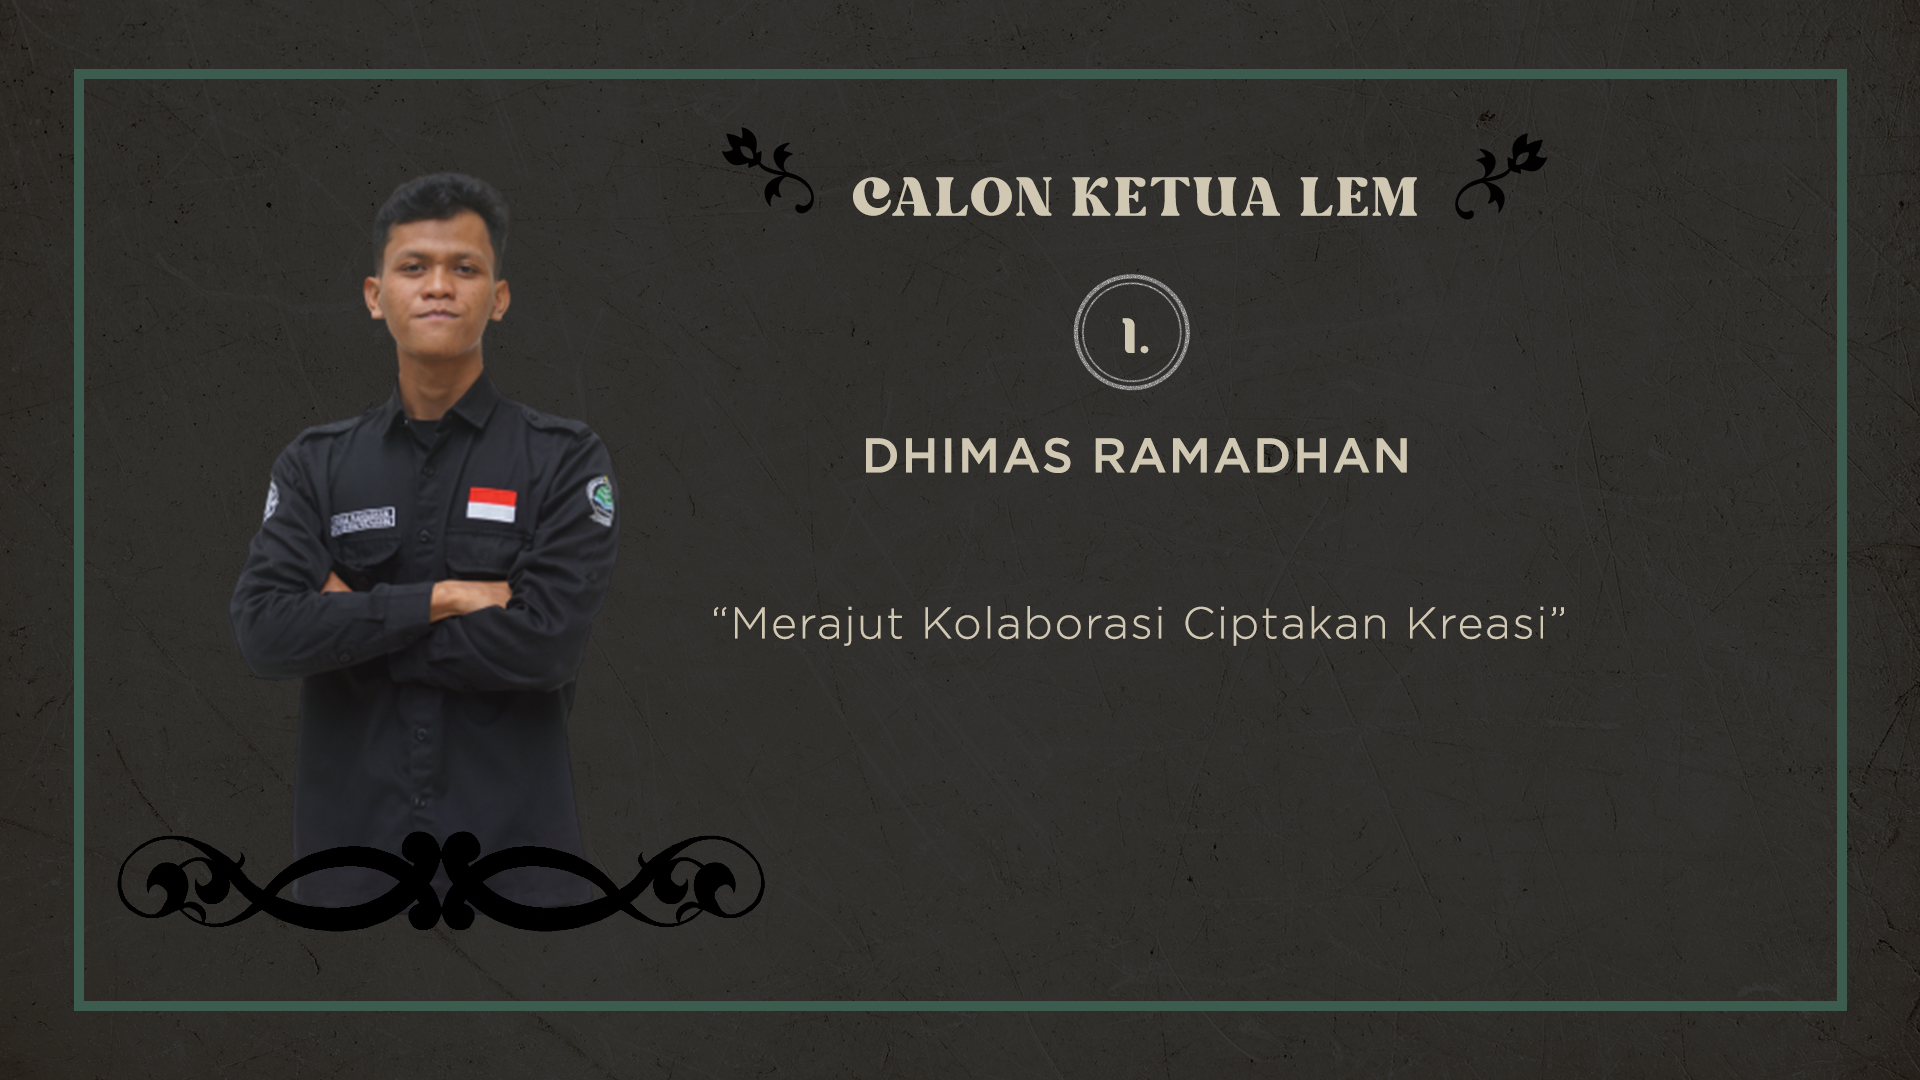 CALON KETUA LEM
1.
DHIMAS RAMADHAN
“Merajut Kolaborasi Ciptakan Kreasi”